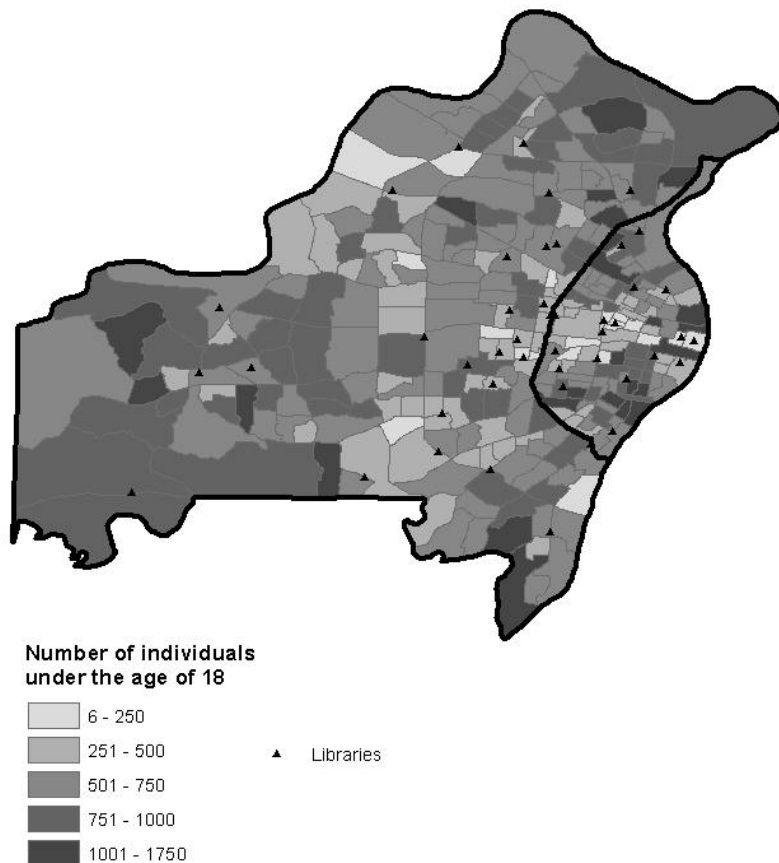 Number of individuals
under the age of 18
6 - 250
251 - 500
501 - 750
751 - 1000
1001 - 1750
Libraries